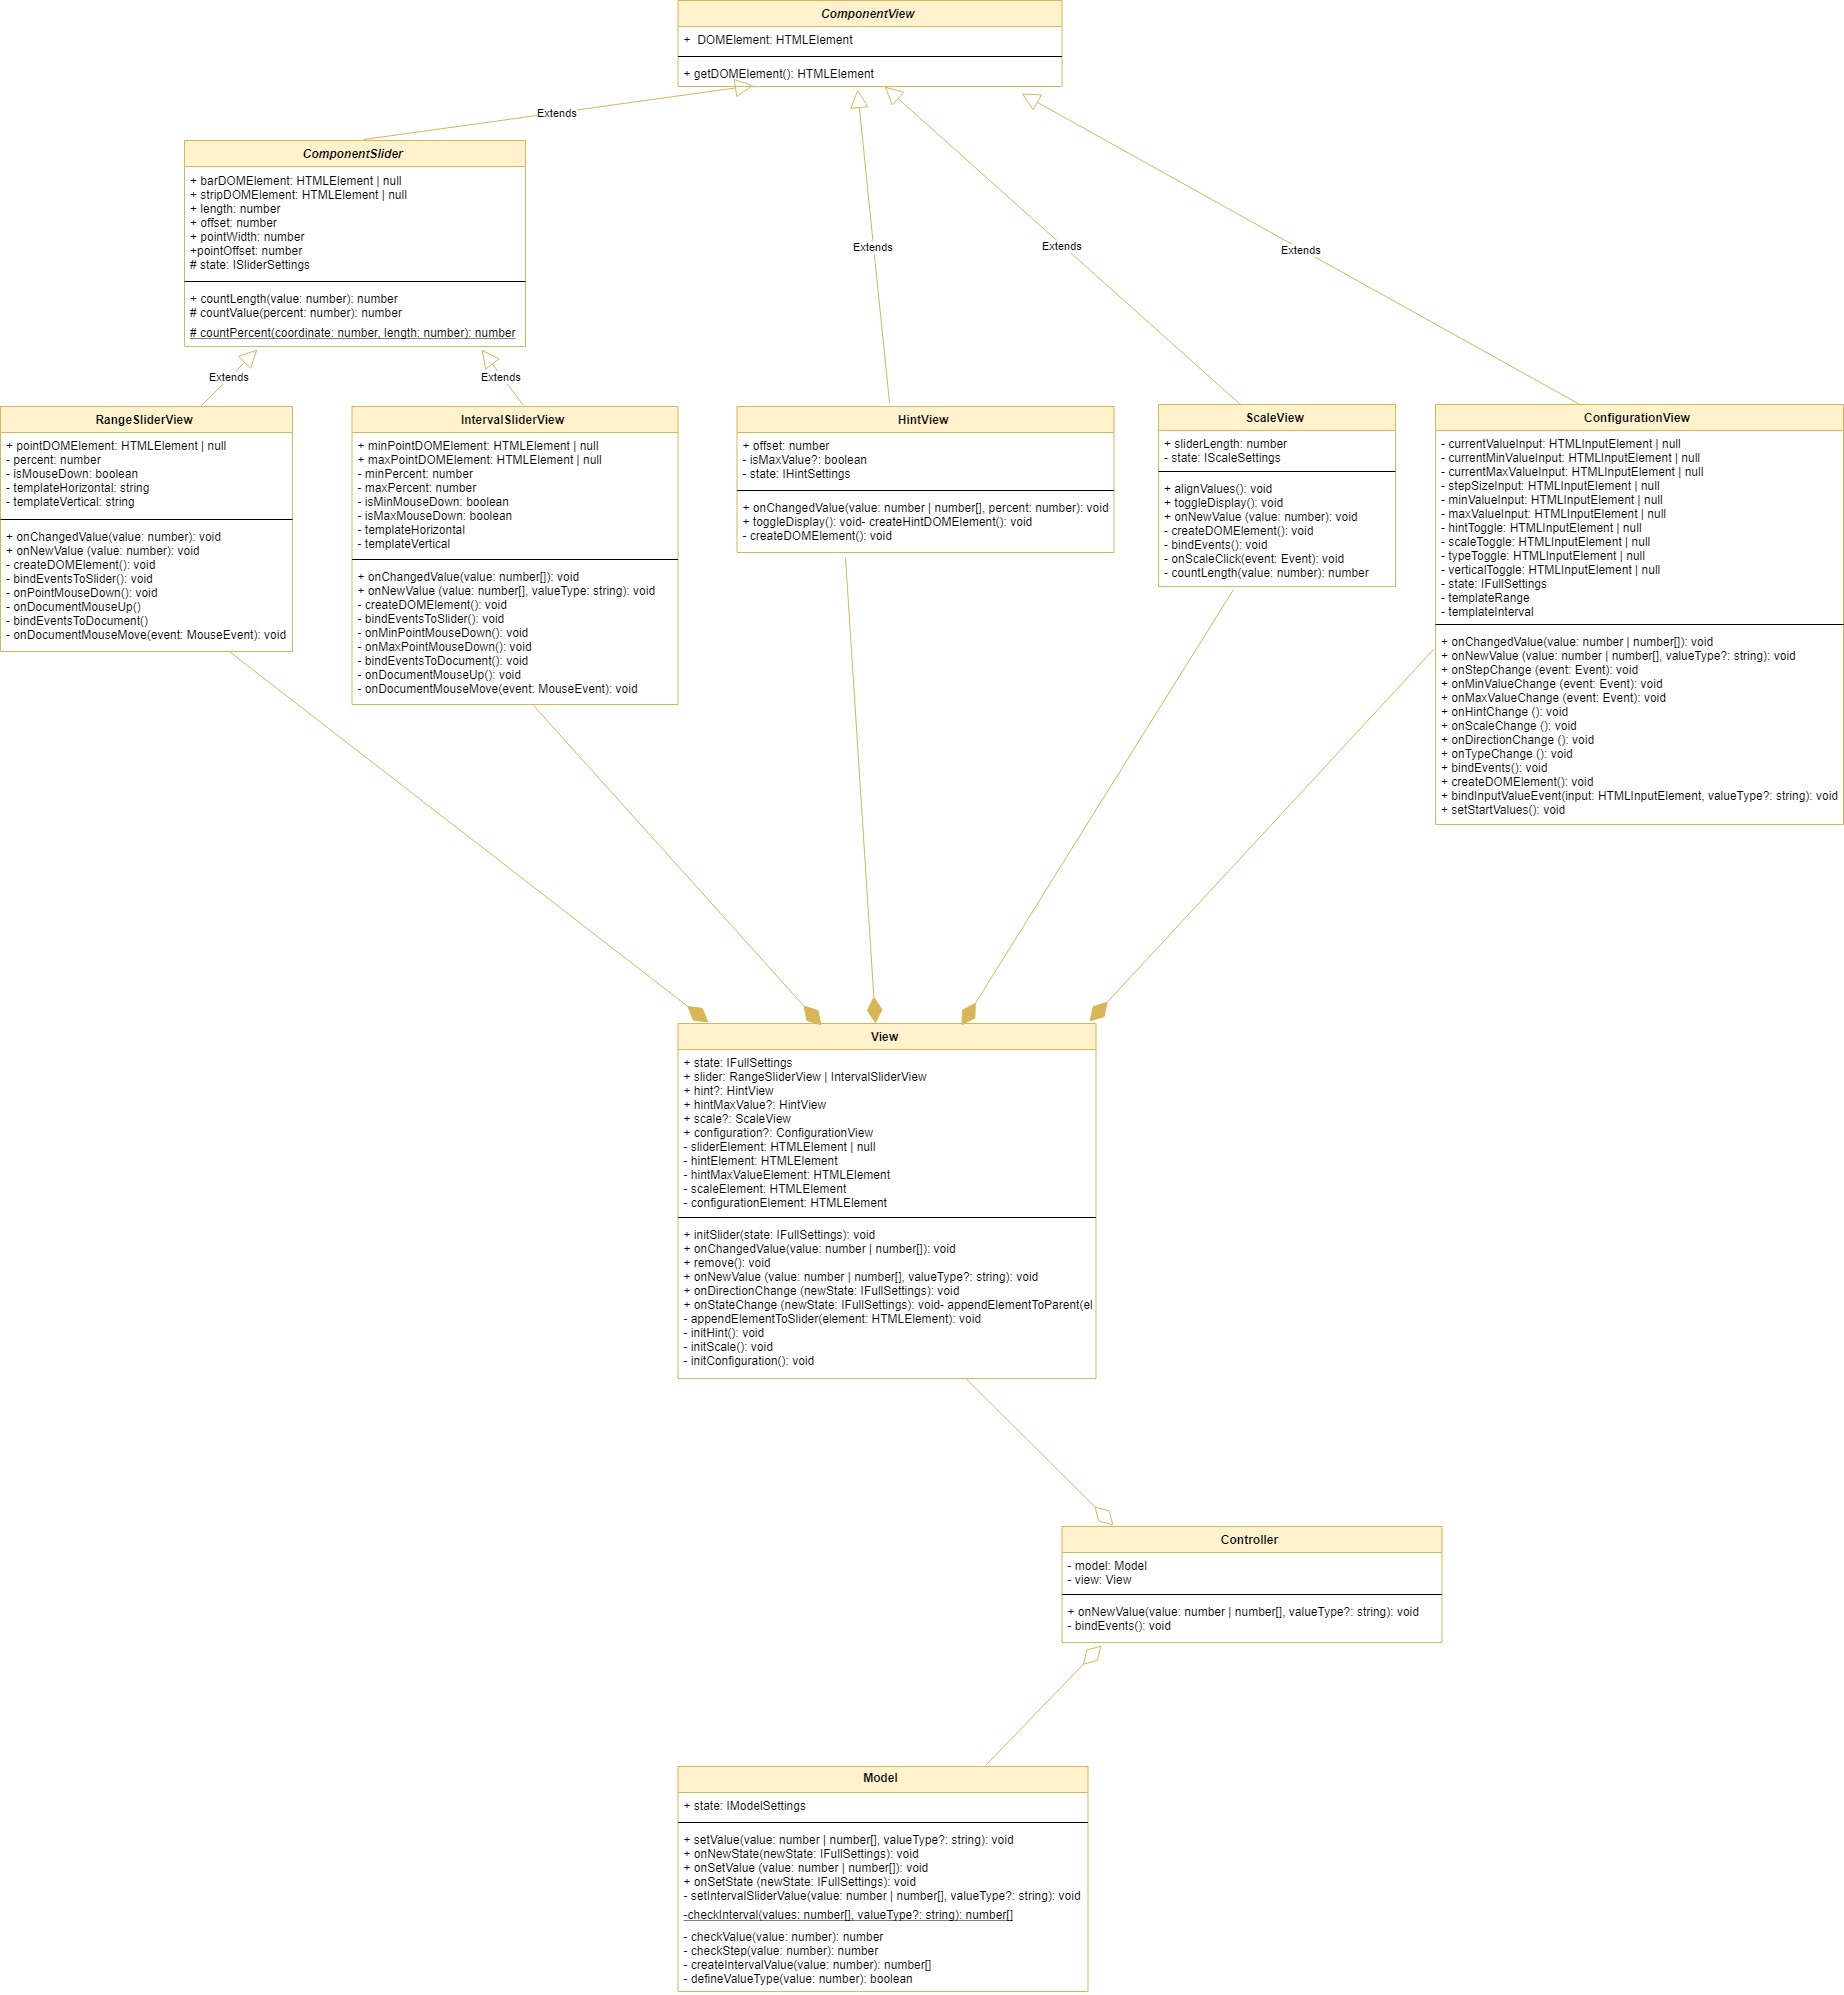 ComponentView
+ DOMElement: HTMLElement
+ getDOMElement(): HTMLElement
Extends
ComponentSlider
+ barDOMElement: HTMLElement | null
+ stripDOMElement: HTMLElement | null
+ length: number
+ offset: number
+ pointWidth: number
+pointOffset: number
# state: ISliderSettings
+ countLength(value: number): number
# countValue(percent: number): number
# countPercent(coordinate: number, length: number): number
Extends
Extends
Extends
Extends
Extends
RangeSliderView
+ pointDOMElement: HTMLElement | null
- percent: number
- isMouseDown: boolean
- templateHorizontal: string
- templateVertical: string
+ onChangedValue(value: number): void
+ onNewValue (value: number): void
- createDOMElement(): void
- bindEventsToSlider(): void
- onPointMouseDown(): void
- onDocumentMouseUp()
- bindEventsToDocument()
- onDocumentMouseMove(event: MouseEvent): void
IntervalSliderView
+ minPointDOMElement: HTMLElement | null
+ maxPointDOMElement: HTMLElement | null
- minPercent: number
- maxPercent: number
- isMinMouseDown: boolean
- isMaxMouseDown: boolean
- templateHorizontal
- templateVertical
+ onChangedValue(value: number[]): void
+ onNewValue (value: number[], valueType: string): void
- createDOMElement(): void
- bindEventsToSlider(): void
- onMinPointMouseDown(): void
- onMaxPointMouseDown(): void
- bindEventsToDocument(): void
- onDocumentMouseUp(): void
- onDocumentMouseMove(event: MouseEvent): void
HintView
+ offset: number
- isMaxValue?: boolean
- state: IHintSettings
+ onChangedValue(value: number | number[], percent: number): void
+ toggleDisplay(): void- createHintDOMElement(): void
- createDOMElement(): void
ScaleView
+ sliderLength: number
- state: IScaleSettings
+ alignValues(): void
+ toggleDisplay(): void
+ onNewValue (value: number): void
- createDOMElement(): void
- bindEvents(): void
- onScaleClick(event: Event): void
- countLength(value: number): number
ConfigurationView
- currentValueInput: HTMLInputElement | null
- currentMinValueInput: HTMLInputElement | null
- currentMaxValueInput: HTMLInputElement | null
- stepSizeInput: HTMLInputElement | null
- minValueInput: HTMLInputElement | null
- maxValueInput: HTMLInputElement | null
- hintToggle: HTMLInputElement | null
- scaleToggle: HTMLInputElement | null
- typeToggle: HTMLInputElement | null
- verticalToggle: HTMLInputElement | null
- state: IFullSettings
- templateRange
- templateInterval
+ onChangedValue(value: number | number[]): void
+ onNewValue (value: number | number[], valueType?: string): void
+ onStepChange (event: Event): void
+ onMinValueChange (event: Event): void
+ onMaxValueChange (event: Event): void
+ onHintChange (): void
+ onScaleChange (): void
+ onDirectionChange (): void
+ onTypeChange (): void
+ bindEvents(): void
+ createDOMElement(): void
+ bindInputValueEvent(input: HTMLInputElement, valueType?: string): void
+ setStartValues(): void
View
+ state: IFullSettings
+ slider: RangeSliderView | IntervalSliderView
+ hint?: HintView
+ hintMaxValue?: HintView
+ scale?: ScaleView
+ configuration?: ConfigurationView
- sliderElement: HTMLElement | null
- hintElement: HTMLElement
- hintMaxValueElement: HTMLElement
- scaleElement: HTMLElement
- configurationElement: HTMLElement
+ initSlider(state: IFullSettings): void
+ onChangedValue(value: number | number[]): void
+ remove(): void
+ onNewValue (value: number | number[], valueType?: string): void
+ onDirectionChange (newState: IFullSettings): void
+ onStateChange (newState: IFullSettings): void- appendElementToParent(el
- appendElementToSlider(element: HTMLElement): void
- initHint(): void
- initScale(): void
- initConfiguration(): void
Controller
- model: Model
- view: View
+ onNewValue(value: number | number[], valueType?: string): void
- bindEvents(): void
Model
+ state: IModelSettings
+ setValue(value: number | number[], valueType?: string): void
+ onNewState(newState: IFullSettings): void
+ onSetValue (value: number | number[]): void
+ onSetState (newState: IFullSettings): void
- setIntervalSliderValue(value: number | number[], valueType?: string): void
-checkInterval(values: number[], valueType?: string): number[]
- checkValue(value: number): number
- checkStep(value: number): number
- createIntervalValue(value: number): number[]
- defineValueType(value: number): boolean